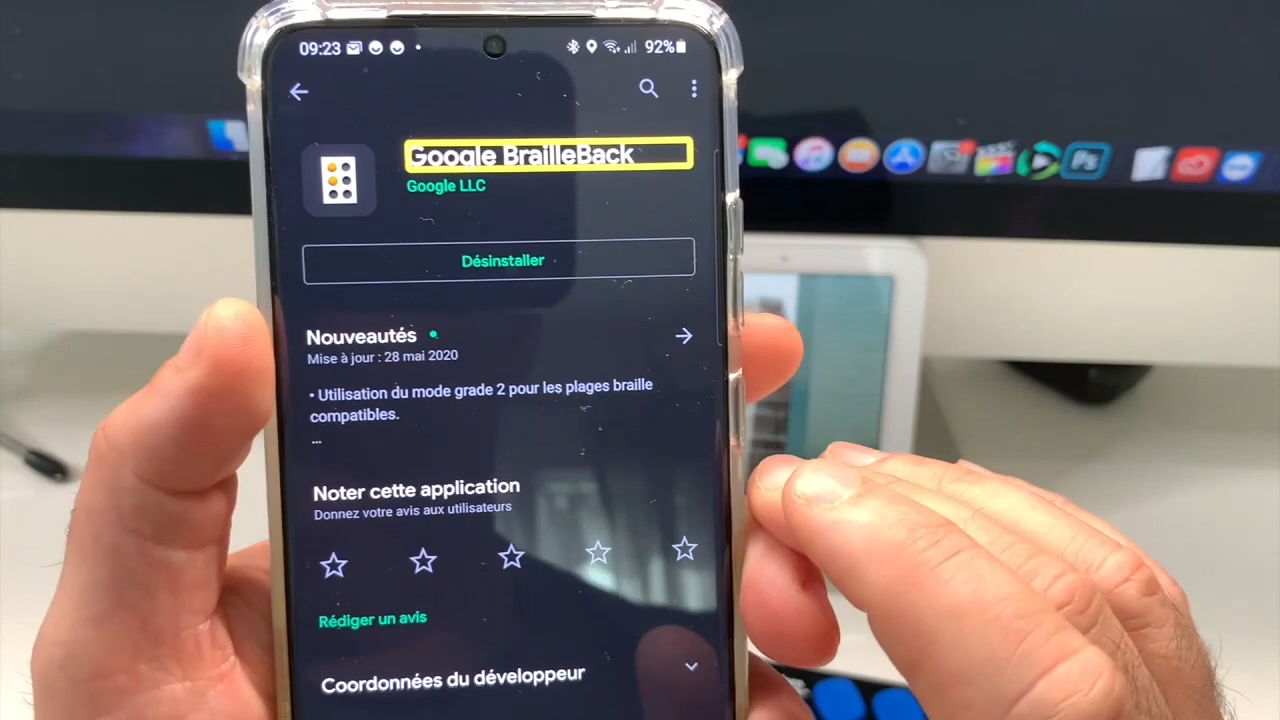 09:23
92%
Google BrailleBack
Google LLC
Désinstaller
Nouveautés
Mise à jour : 28 mai 2020
• Utilisation du mode grade 2 pour les plages braille
compatibles.
...
Noter cette application
Donnez votre avis aux utilisateurs
Rédiger un avis
Coordonnées du développeur
Ps